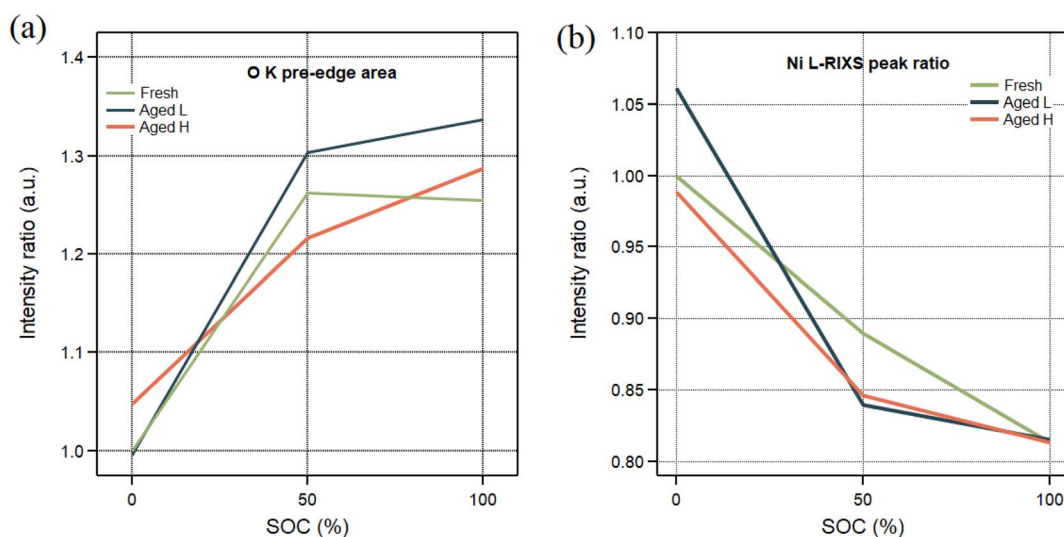 (a)
O K pre-edge area
Fresh
Aged L
Aged H
1.4
1.3
1.2
1.1
1.0
Intensity ratio (a.u.)
0
50
100
SOC (%)
(b)
Ni L-RIXS peak ratio
Fresh
Aged L
Aged H
1.10
1.05
1.00
0.95
0.90
0.85
0.80
Intensity ratio (a.u.)
0
50
100
SOC (%)